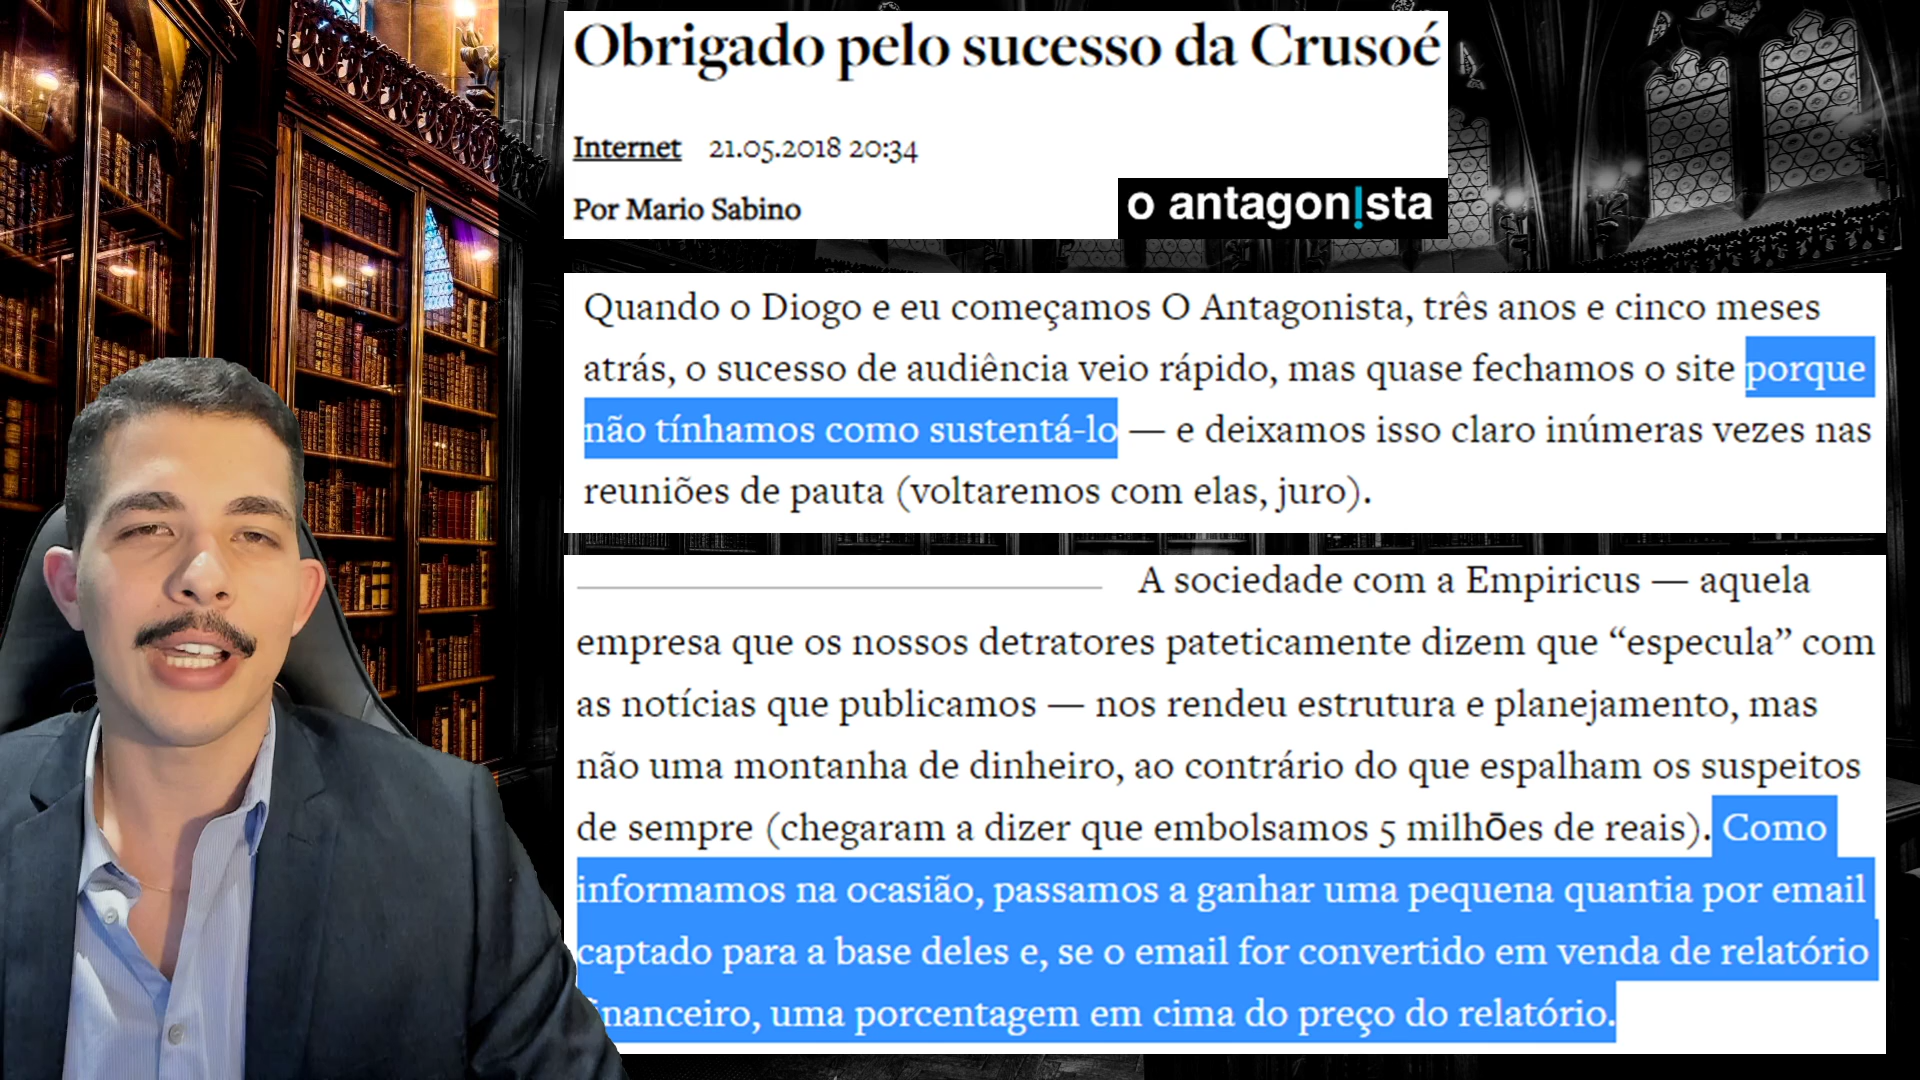 Obrigado pelo sucesso da Crusoé
Internet 21.05.2018 20:34
Por Mario Sabino
o antagonista
Quando o Diogo e eu começamos O Antagonista, três anos e cinco meses
atrás, o sucesso de audiência veio rápido, mas quase fechamos o site porque
não tínhamos como sustentá-lo — e deixamos isso claro inúmeras vezes nas
reuniões de pauta (voltaremos com elas, juro).
A sociedade com a Empiricus — aquela
empresa que os nossos detratores pateticamente dizem que “especula” com
as notícias que publicamos — nos rendeu estrutura e planejamento, mas
não uma montanha de dinheiro, ao contrário do que espalham os suspeitos
de sempre (chegaram a dizer que embolsamos 5 milhões de reais). Como
informamos na ocasião, passamos a ganhar uma pequena quantia por email
captado para a base deles e, se o email for convertido em venda de relatório
financeiro, uma porcentagem em cima do preço do relatório.